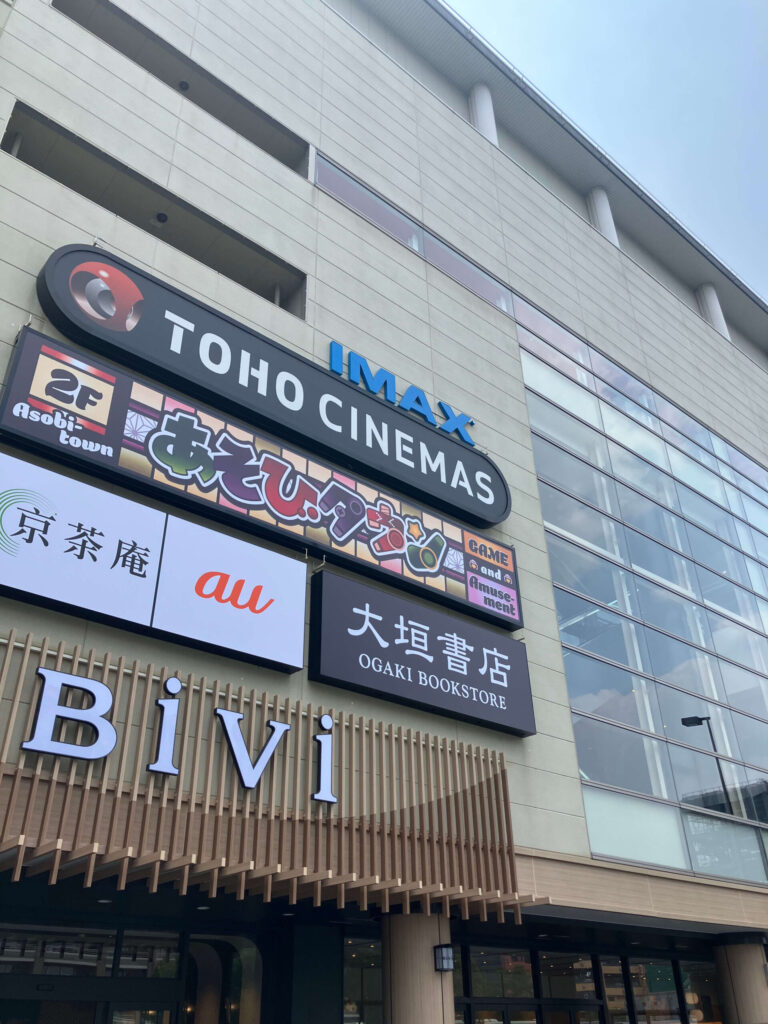 IMAX
TOHO CINEMAS
2F
Asobi-
town
あそびタウン
GAME
and
Amuse-
ment
京茶庵
au
大垣書店
OGAKI BOOKSTORE
BiVi